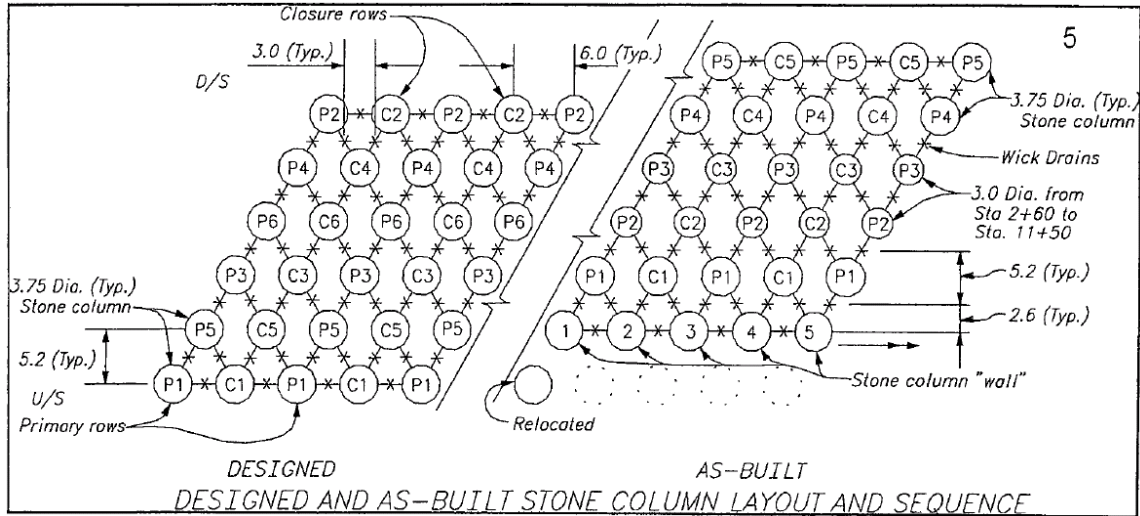 5
Closure rows
3.0 (Typ.)
6.0 (Typ.)
D/S
P2 C2 P2 C2 P2
P4 C4 P4 C4 P4
P6 C6 P6 C6 P6
P3 C3 P3 C3 P3
P5 C5 P5 C5 P5
P1 C1 P1 C1 P1
3.75 Dia. (Typ.)
Stone column
5.2 (Typ.)
U/S
Primary rows
DESIGNED
P5 C5 P5 C5 P5
P4 C4 P4 C4 P4
P3 C3 P3 C3 P3
P2 C2 P2 C2 P2
P1 C1 P1 C1 P1
1 2 3 4 5
3.75 Dia. (Typ.)
Stone column
Wick Drains
3.0 Dia. from
Sta 2+60 to
Sta. 11+50
5.2 (Typ.)
2.6 (Typ.)
Stone column "wall"
Relocated
AS-BUILT
DESIGNED AND AS-BUILT STONE COLUMN LAYOUT AND SEQUENCE